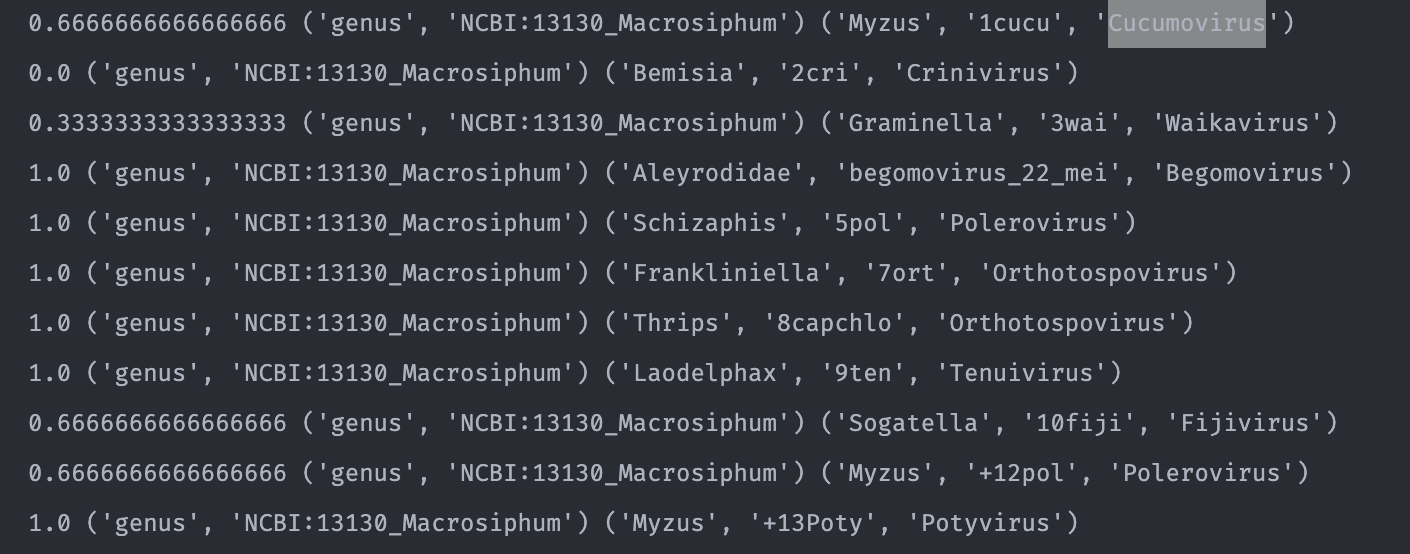 0.6666666666666666 ('genus', 'NCBI:13130_Macrosiphum') ('Myzus', '1cucu', 'Cucumovirus')
0.0 ('genus', 'NCBI:13130_Macrosiphum') ('Bemisia', '2cri', 'Crinivirus')
0.3333333333333333 ('genus', 'NCBI:13130_Macrosiphum') ('Graminella', '3wai', 'Waikavirus')
1.0 ('genus', 'NCBI:13130_Macrosiphum') ('Aleyrodidae', 'begomovirus_22_mei', 'Begomovirus')
1.0 ('genus', 'NCBI:13130_Macrosiphum') ('Schizaphis', '5pol', 'Polerovirus')
1.0 ('genus', 'NCBI:13130_Macrosiphum') ('Frankliniella', '7ort', 'Orthotospovirus')
1.0 ('genus', 'NCBI:13130_Macrosiphum') ('Thrips', '8capchlo', 'Orthotospovirus')
1.0 ('genus', 'NCBI:13130_Macrosiphum') ('Laodelphax', '9ten', 'Tenuivirus')
0.6666666666666666 ('genus', 'NCBI:13130_Macrosiphum') ('Sogatella', '10fiji', 'Fijivirus')
0.6666666666666666 ('genus', 'NCBI:13130_Macrosiphum') ('Myzus', '+12pol', 'Polerovirus')
1.0 ('genus', 'NCBI:13130_Macrosiphum') ('Myzus', '+13Poty', 'Potyvirus')